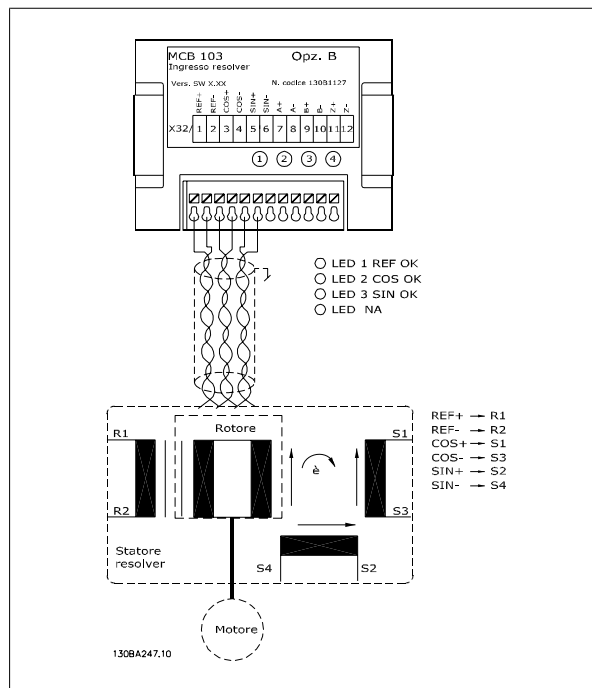 MCB 103 Opz. B
Ingresso resolver
Vers. SW X.XX N. codice 130B1127
REF+ REF- COS+ COS- SIN+ SIN- A+ A- B+ B- Z+ Z-
X32/ 1 2 3 4 5 6 7 8 9 10 11 12
1 2 3 4
LED 1 REF OK
LED 2 COS OK
LED 3 SIN OK
LED NA
REF+ → R1
REF- → R2
COS+ → S1
COS- → S3
SIN+ → S2
SIN- → S4
R1 Rotore S1
è
R2 S3
Statore
resolver
S4 S2
Motore
130BA247.10